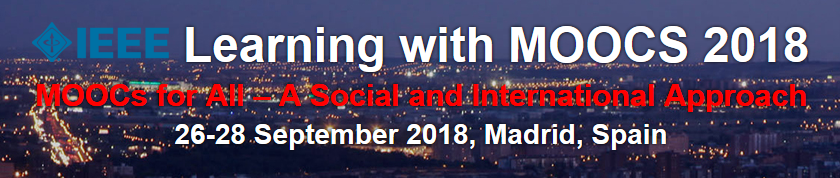 IEEE Learning with MOOCS 2018
MOOCs for All – A Social and International Approach
26-28 September 2018, Madrid, Spain